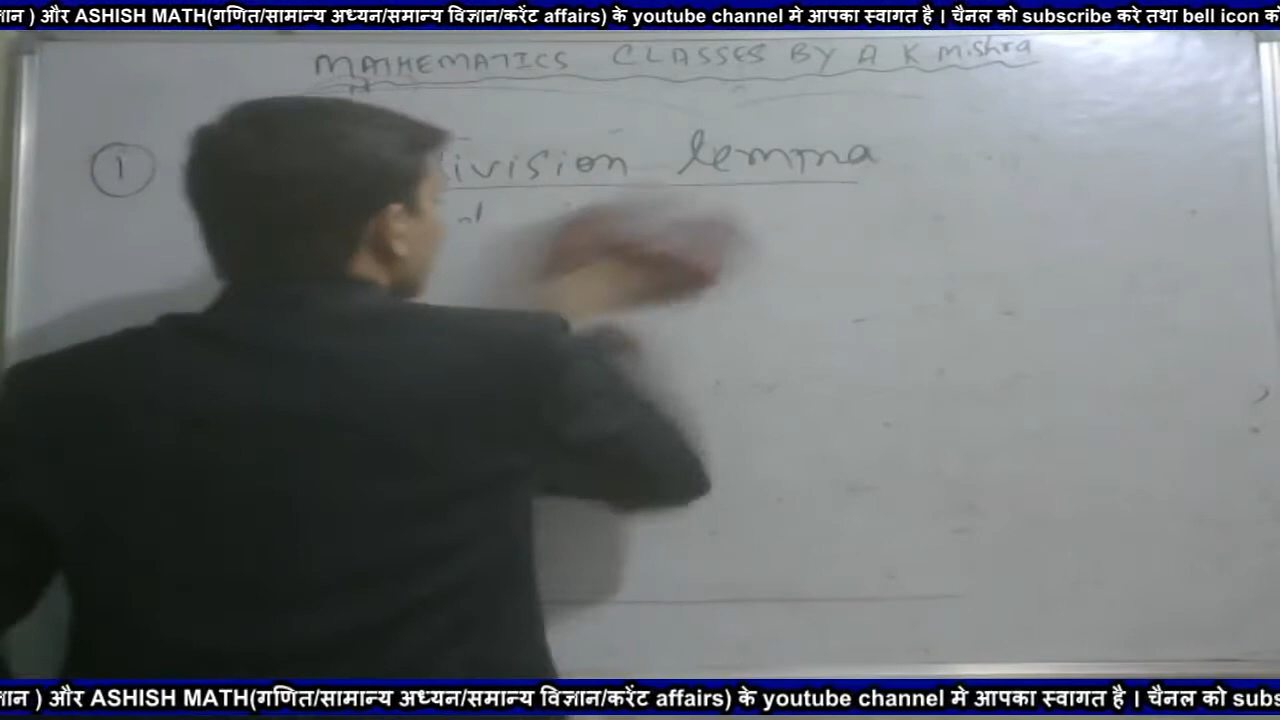 ान ) और ASHISH MATH(गणित/सामान्य अध्यन/समान्य विज्ञान/करेंट affairs) के youtube channel मे आपका स्वागत है । चैनल को subscribe करे तथा bell icon को
MATHEMATICS CLASSES BY A K Mishra
1 ivision lemma
ान ) और ASHISH MATH(गणित/सामान्य अध्यन/समान्य विज्ञान/करेंट affairs) के youtube channel मे आपका स्वागत है । चैनल को subs